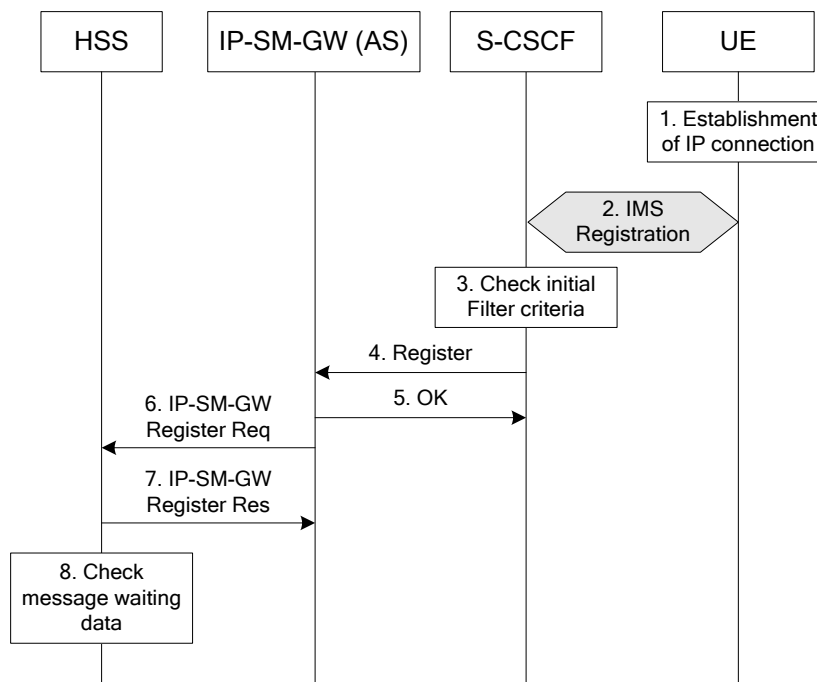 HSS
IP-SM-GW (AS)
S-CSCF
UE
1. Establishment
of IP connection
2. IMS
Registration
3. Check initial
Filter criteria
4. Register
5. OK
6. IP-SM-GW
Register Req
7. IP-SM-GW
Register Res
8. Check
message waiting
data